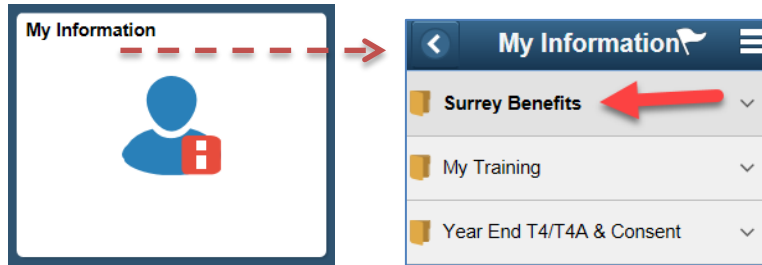 My Information
My Information
Surrey Benefits
My Training
Year End T4/T4A & Consent